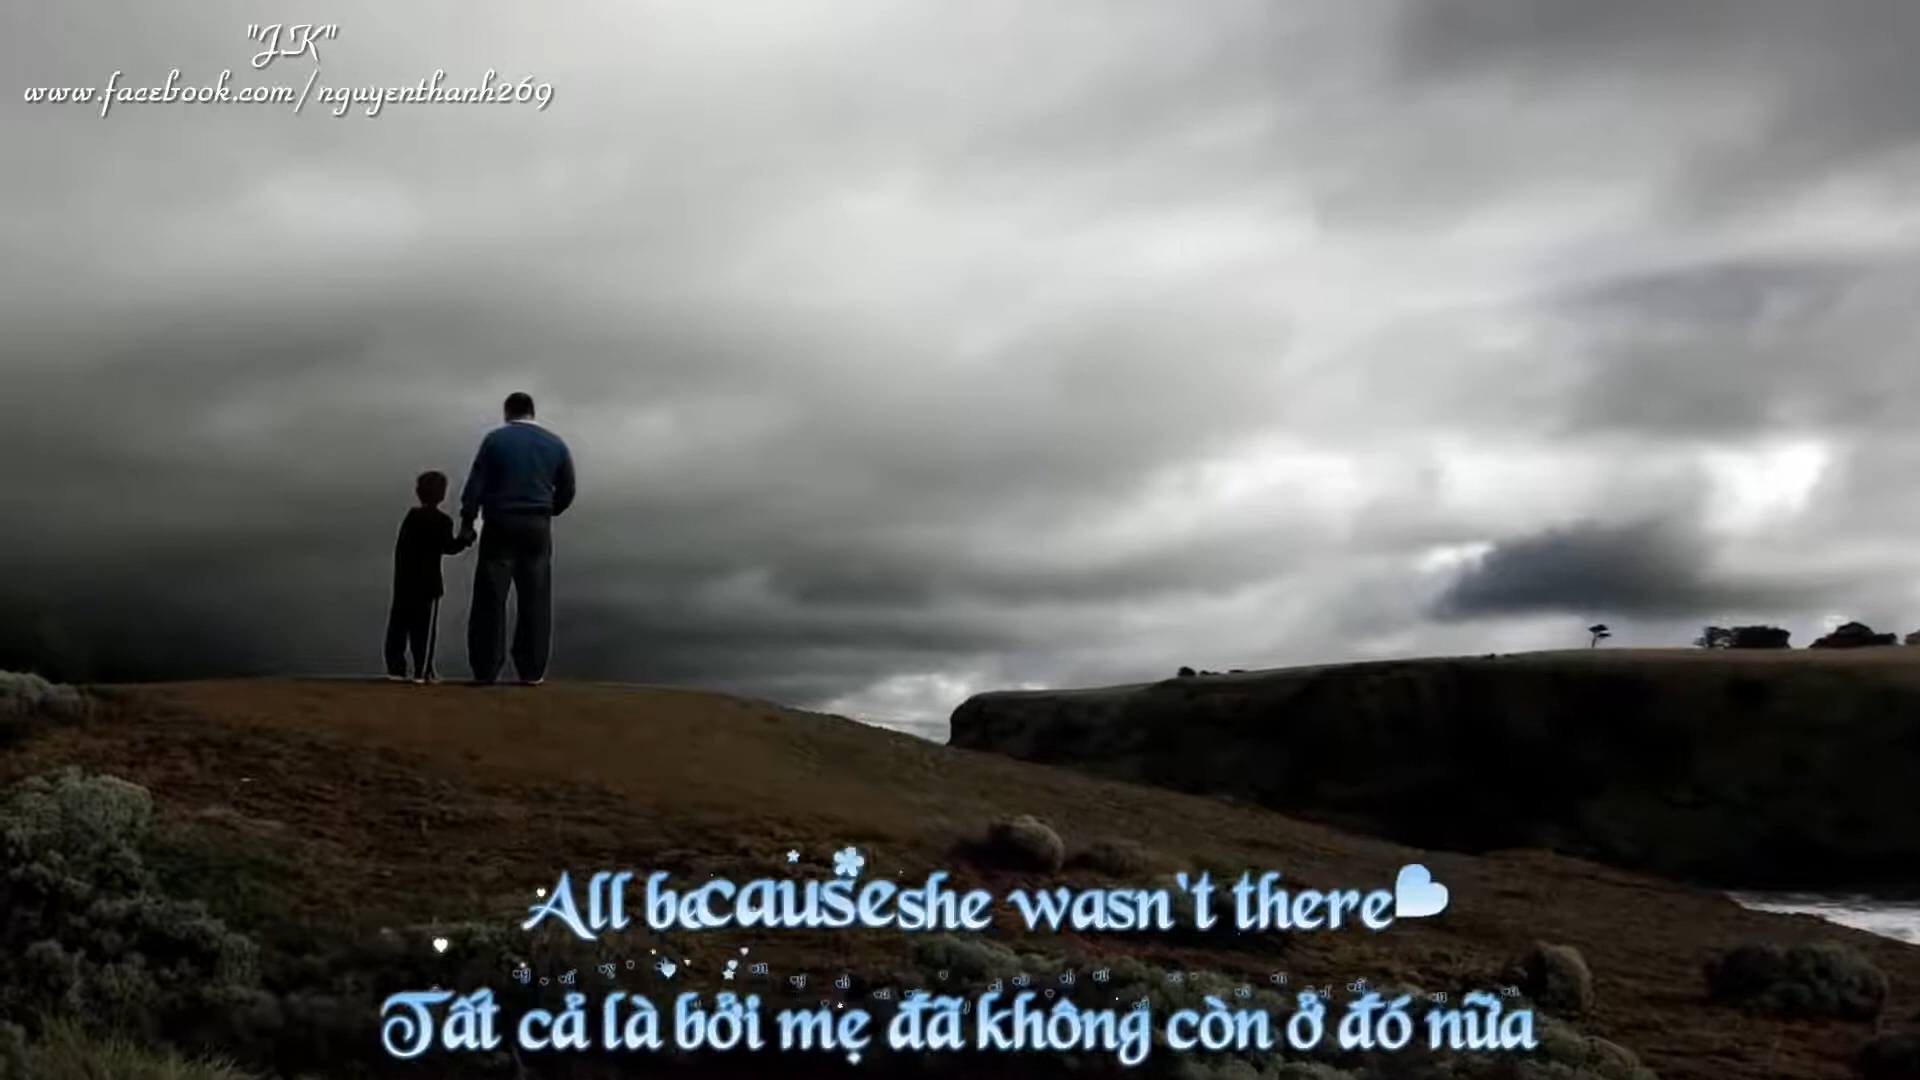 "J.K"
www.facebook.com/nguyenthanh269
All because she wasn't there
Tất cả là bởi mẹ đã không còn ở đó nữa